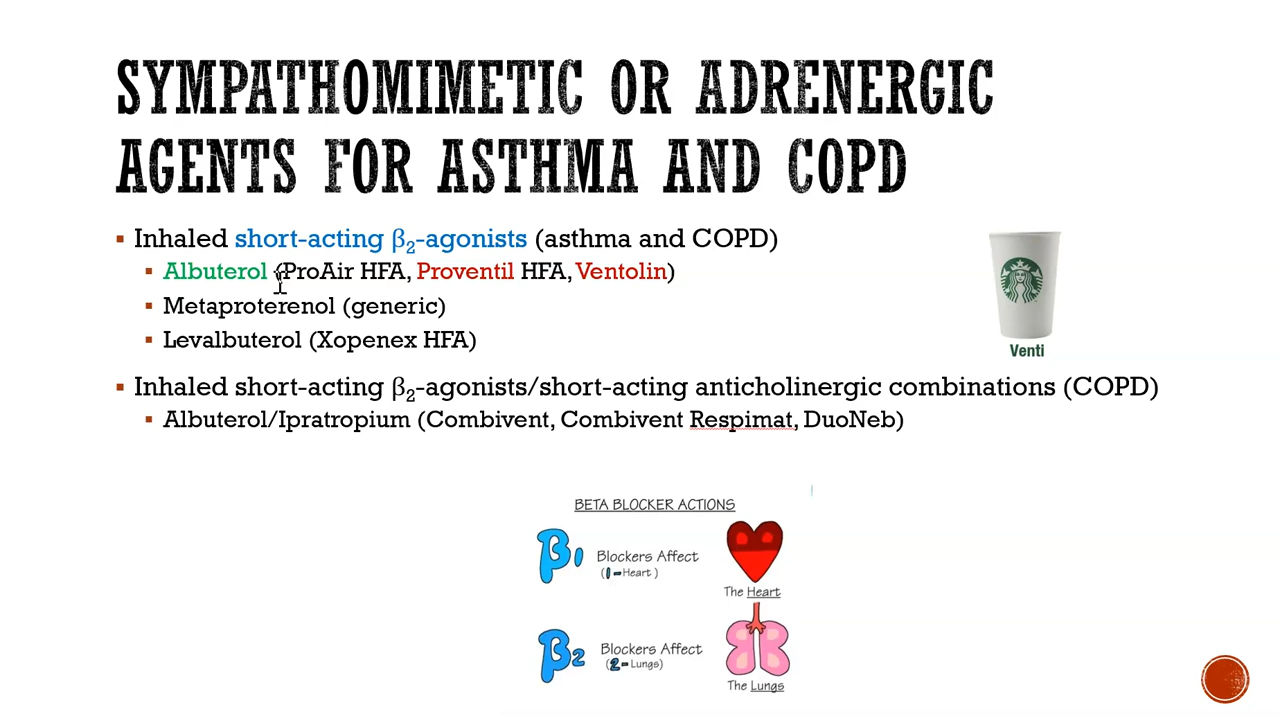 SYMPATHOMIMETIC OR ADRENERGIC
AGENTS FOR ASTHMA AND COPD
▪ Inhaled short-acting β₂-agonists (asthma and COPD)
▪ Albuterol (ProAir HFA, Proventil HFA, Ventolin)
▪ Metaproterenol (generic)
▪ Levalbuterol (Xopenex HFA)
Venti
▪ Inhaled short-acting β₂-agonists/short-acting anticholinergic combinations (COPD)
▪ Albuterol/Ipratropium (Combivent, Combivent Respimat, DuoNeb)
BETA BLOCKER ACTIONS
β1 Blockers Affect
(1=Heart)
The Heart
β2 Blockers Affect
(2=Lungs)
The Lungs